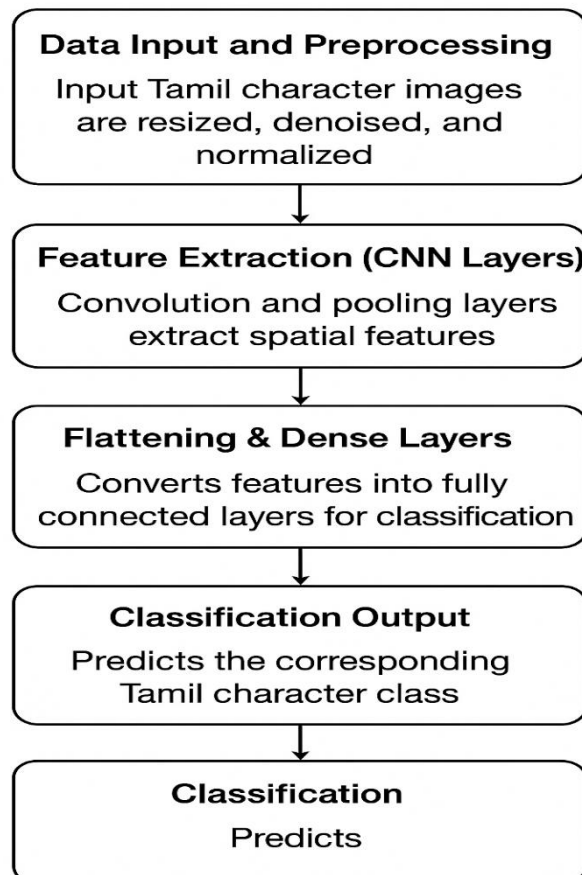 Data Input and Preprocessing
Input Tamil character images
are resized, denoised, and
normalized
Feature Extraction (CNN Layers)
Convolution and pooling layers
extract spatial features
Flattening & Dense Layers
Converts features into fully
connected layers for classification
Classification Output
Predicts the corresponding
Tamil character class
Classification
Predicts